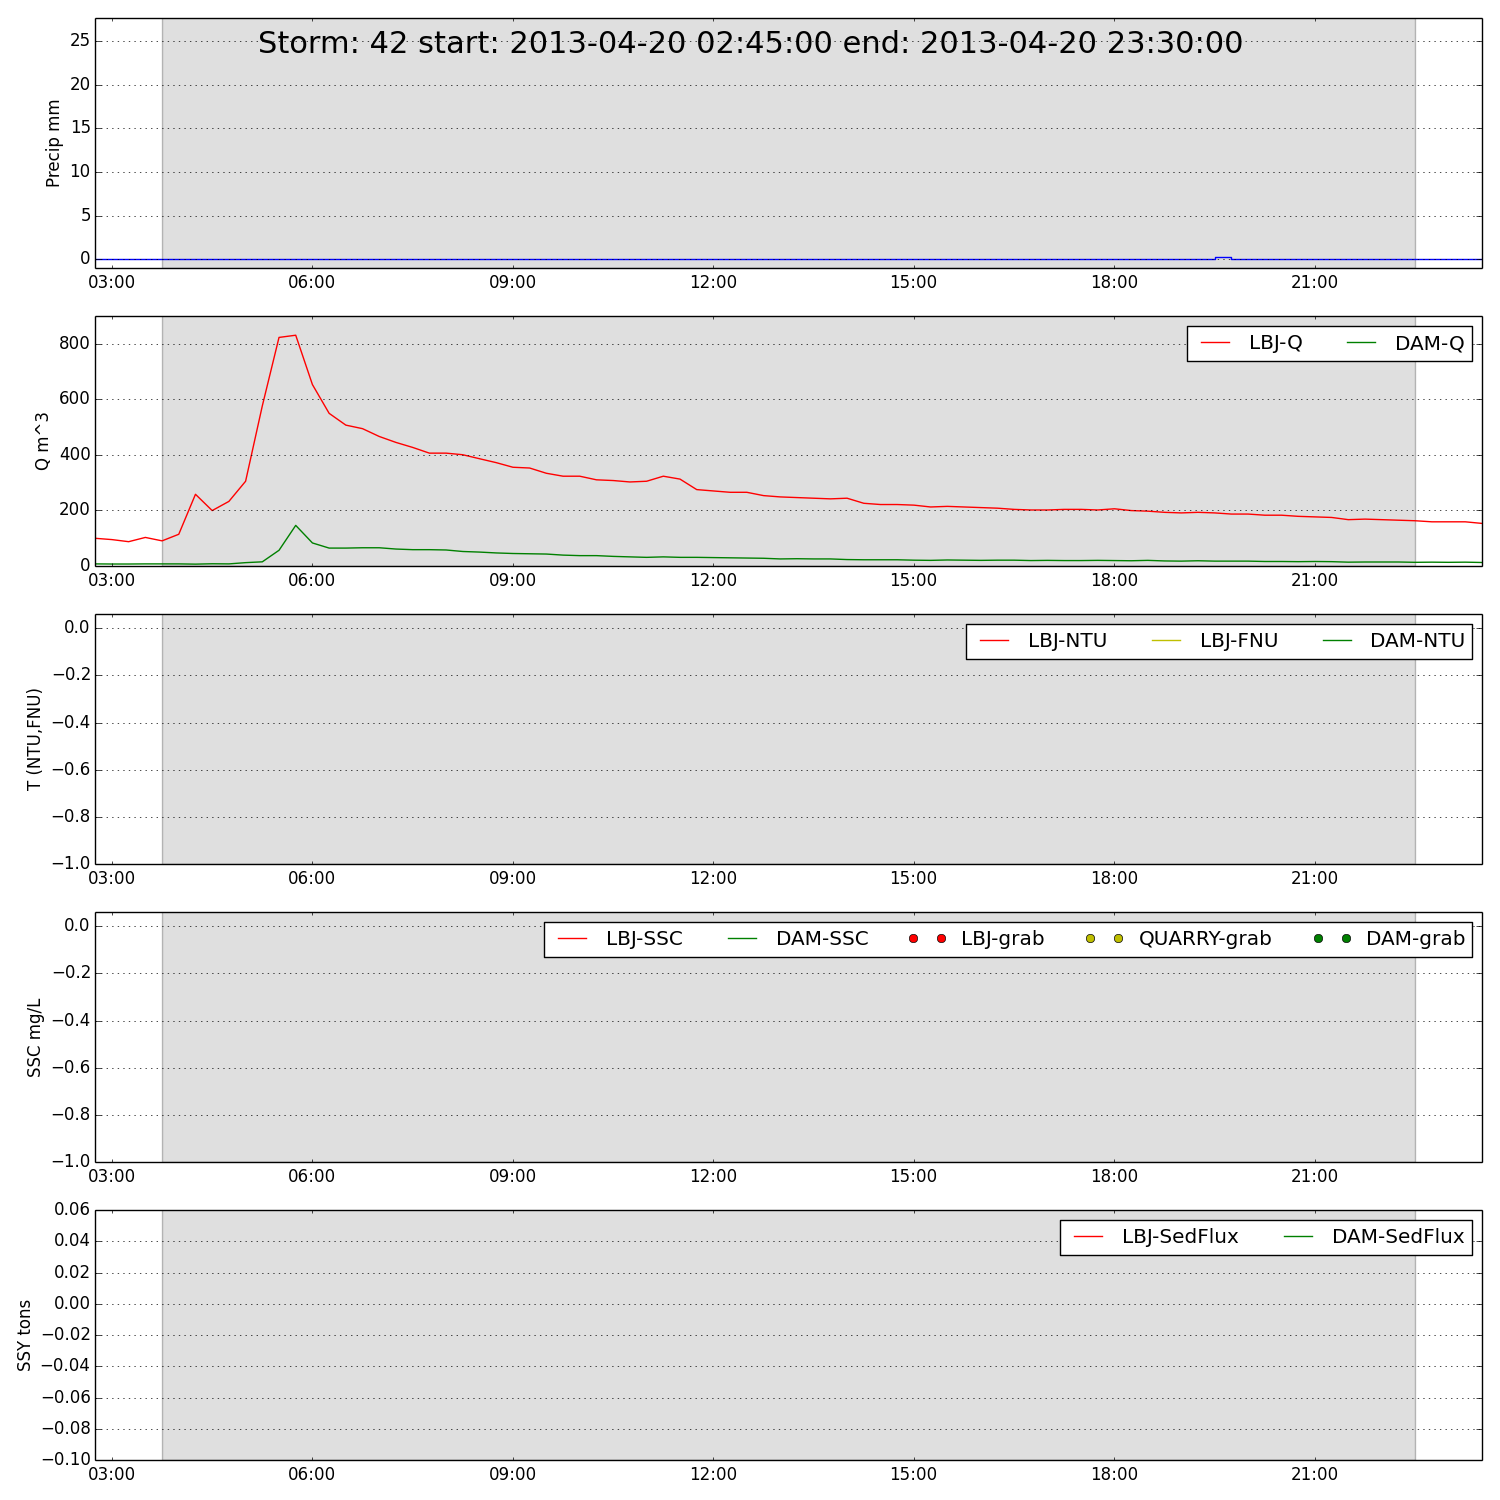 Storm: 42 start: 2013-04-20 02:45:00 end: 2013-04-20 23:30:00
Precip mm
25
20
15
10
5
0
03:00 06:00 09:00 12:00 15:00 18:00 21:00
LBJ-Q DAM-Q
Q m^3
800
600
400
200
0
03:00 06:00 09:00 12:00 15:00 18:00 21:00
LBJ-NTU LBJ-FNU DAM-NTU
T (NTU,FNU)
0.0
−0.2
−0.4
−0.6
−0.8
−1.0
03:00 06:00 09:00 12:00 15:00 18:00 21:00
LBJ-SSC DAM-SSC LBJ-grab QUARRY-grab DAM-grab
SSC mg/L
0.0
−0.2
−0.4
−0.6
−0.8
−1.0
03:00 06:00 09:00 12:00 15:00 18:00 21:00
LBJ-SedFlux DAM-SedFlux
SSY tons
0.06
0.04
0.02
0.00
−0.02
−0.04
−0.06
−0.08
−0.10
03:00 06:00 09:00 12:00 15:00 18:00 21:00